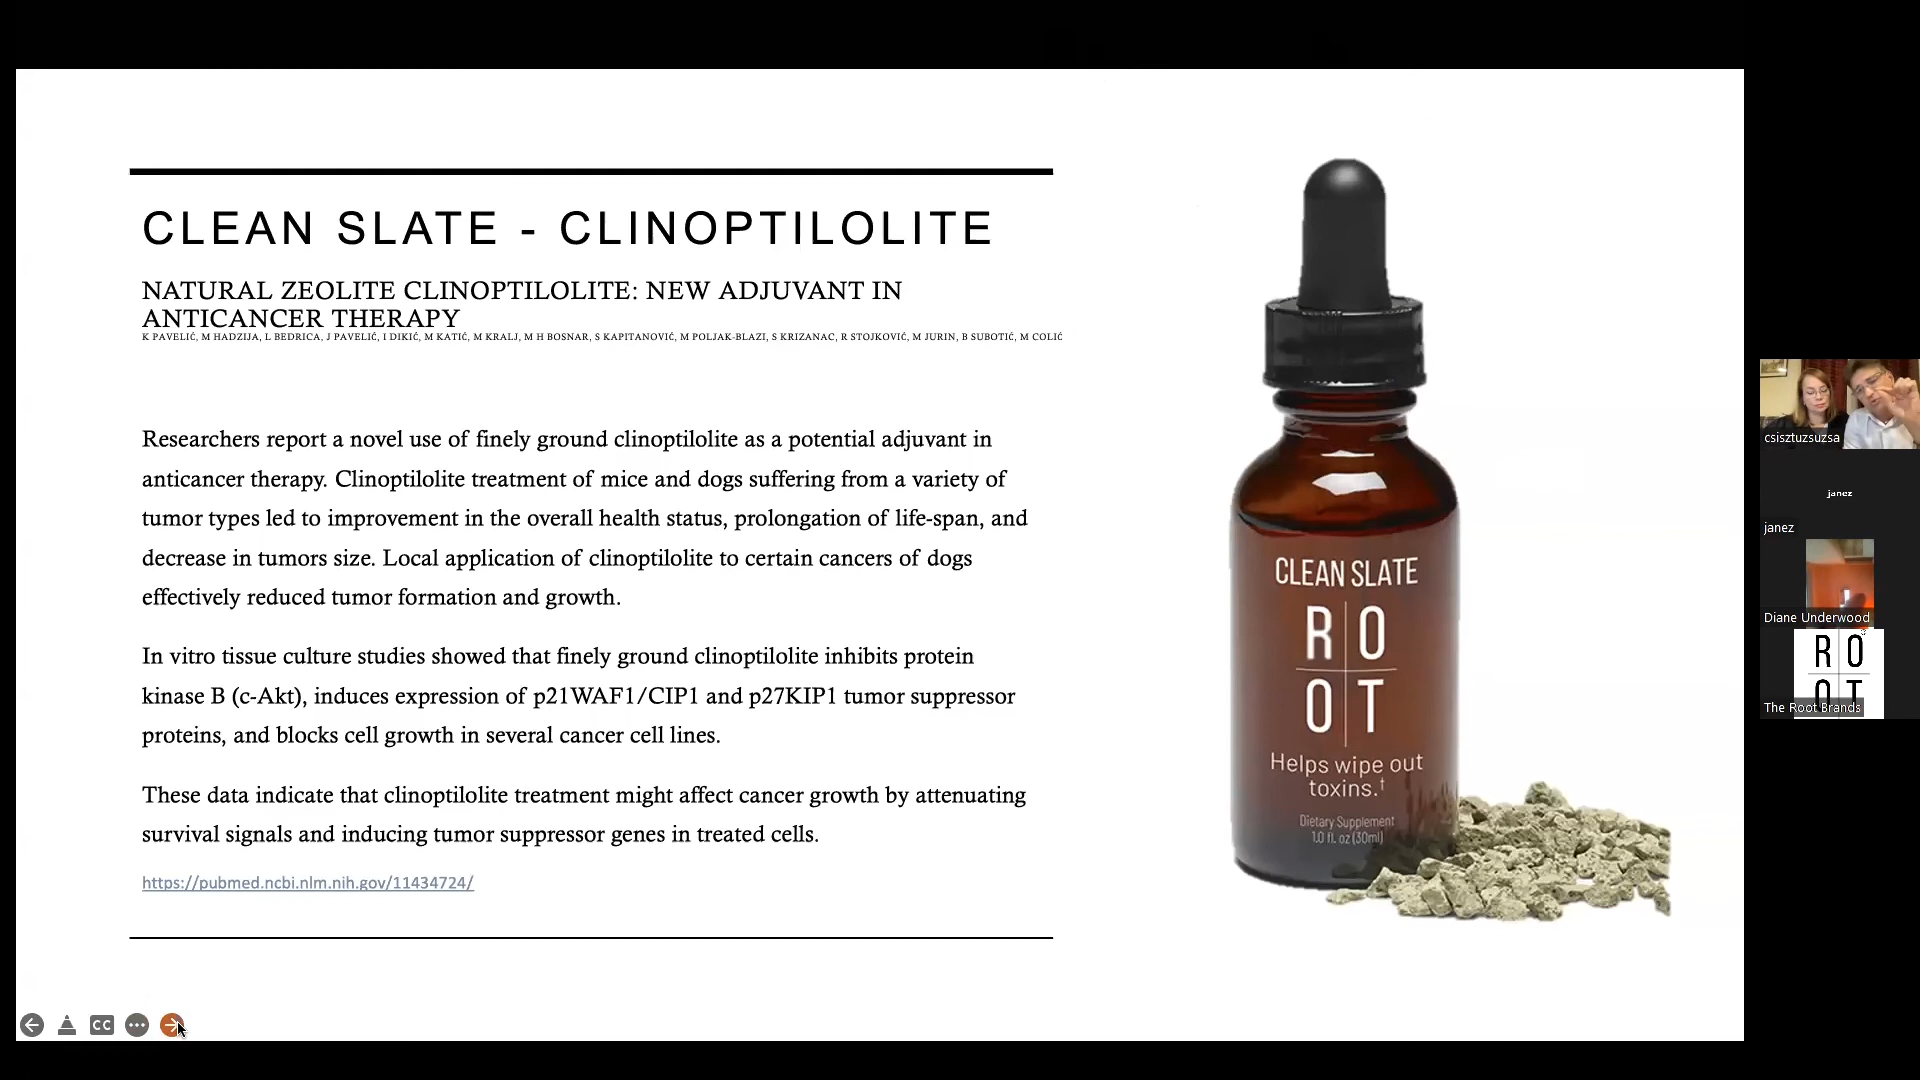 CLEAN SLATE - CLINOPTILOLITE
NATURAL ZEOLITE CLINOPTILOLITE: NEW ADJUVANT IN
ANTICANCER THERAPY
K PAVELIĆ, M HADZIJA, L BEDRICA, J PAVELIĆ, I DIKIĆ, M KATIĆ, M KRALJ, M H BOSNAR, S KAPITANOVIĆ, M POLJAK-BLAZI, S KRIZANAC, R STOJKOVIĆ, M JURIN, B SUBOTIĆ, M COLIĆ
Researchers report a novel use of finely ground clinoptilolite as a potential adjuvant in
anticancer therapy. Clinoptilolite treatment of mice and dogs suffering from a variety of
tumor types led to improvement in the overall health status, prolongation of life-span, and
decrease in tumors size. Local application of clinoptilolite to certain cancers of dogs
effectively reduced tumor formation and growth.
In vitro tissue culture studies showed that finely ground clinoptilolite inhibits protein
kinase B (c-Akt), induces expression of p21WAF1/CIP1 and p27KIP1 tumor suppressor
proteins, and blocks cell growth in several cancer cell lines.
These data indicate that clinoptilolite treatment might affect cancer growth by attenuating
survival signals and inducing tumor suppressor genes in treated cells.
https://pubmed.ncbi.nlm.nih.gov/11434724/
CLEAN SLATE
R O
O T
Helps wipe out
toxins.†
Dietary Supplement
1.0 fl. oz (30ml)
CC
csisztuzsuzsa
janez
janez
Diane Underwood
R O
O T
The Root Brands